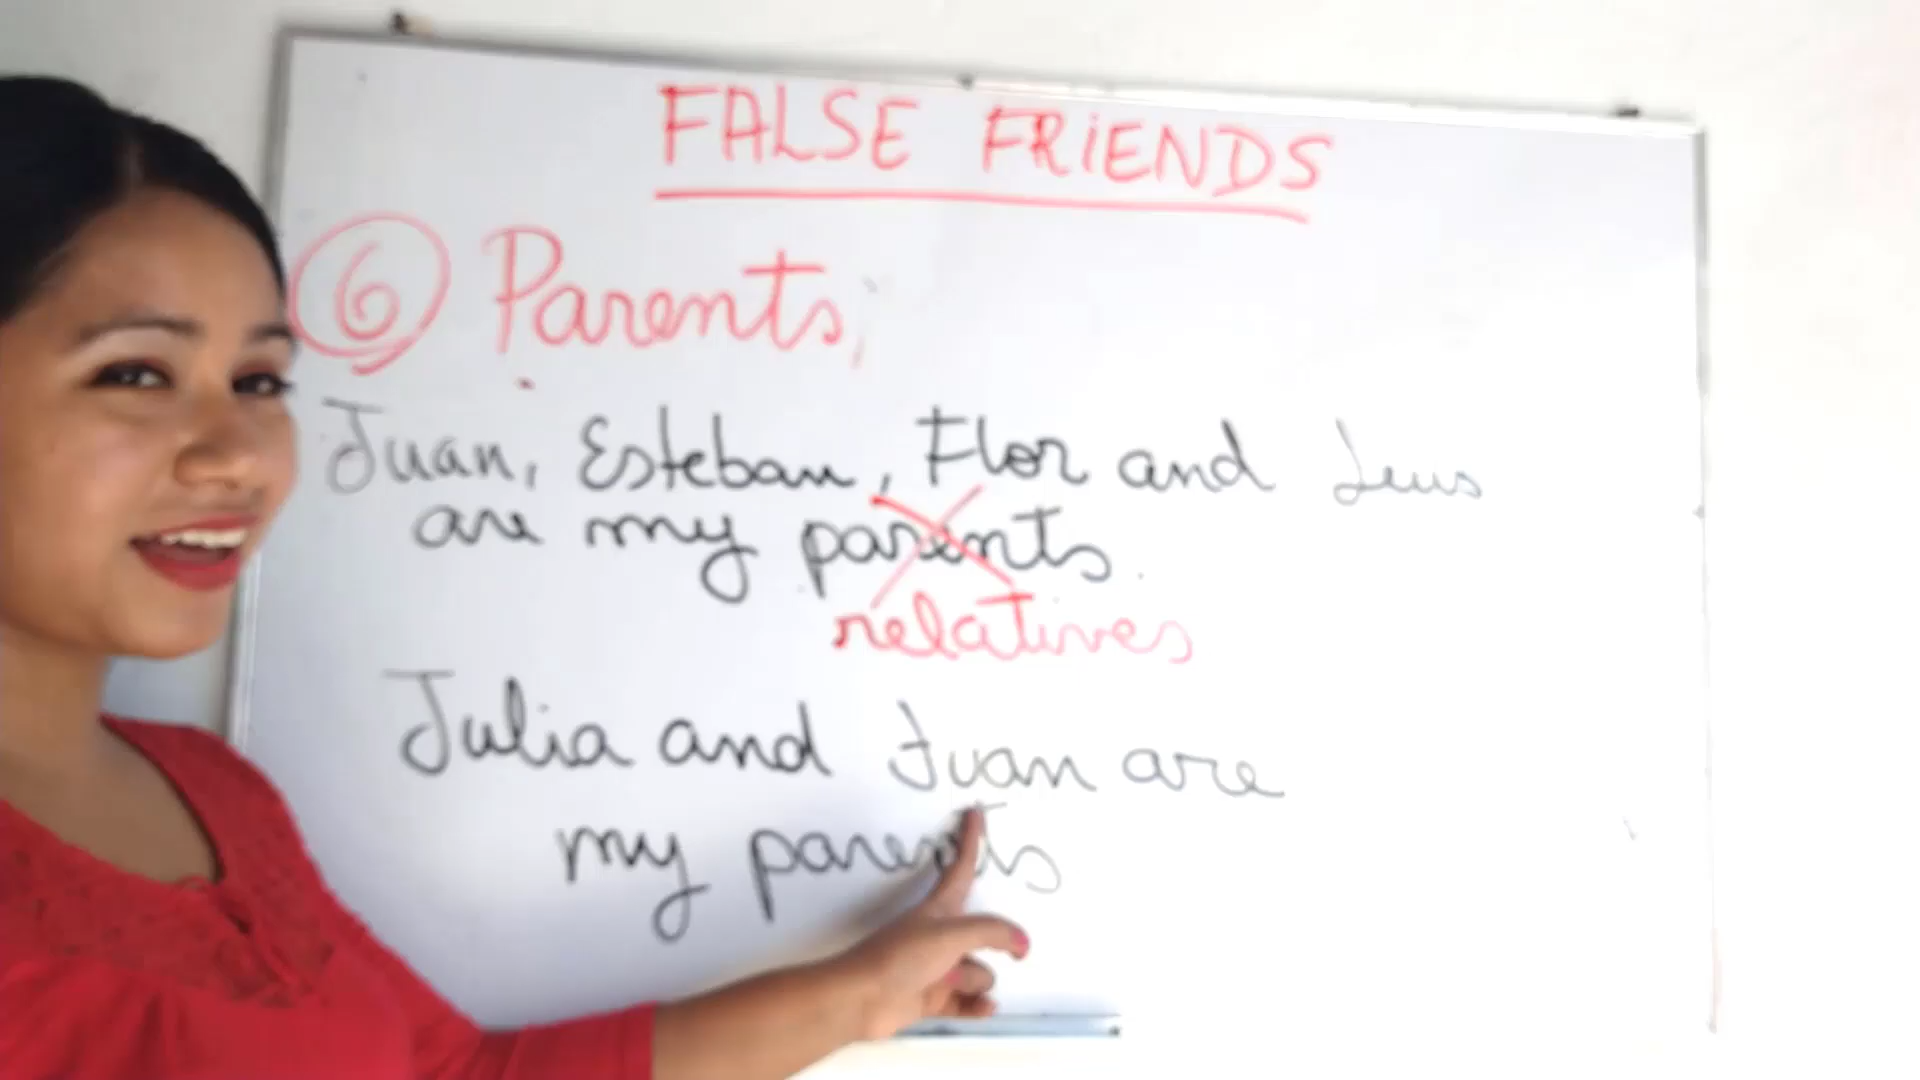 FALSE FRIENDS
6 Parents;
Juan, Esteban, Flor and
are my parents.
relatives
Julia and Juan are
my parents